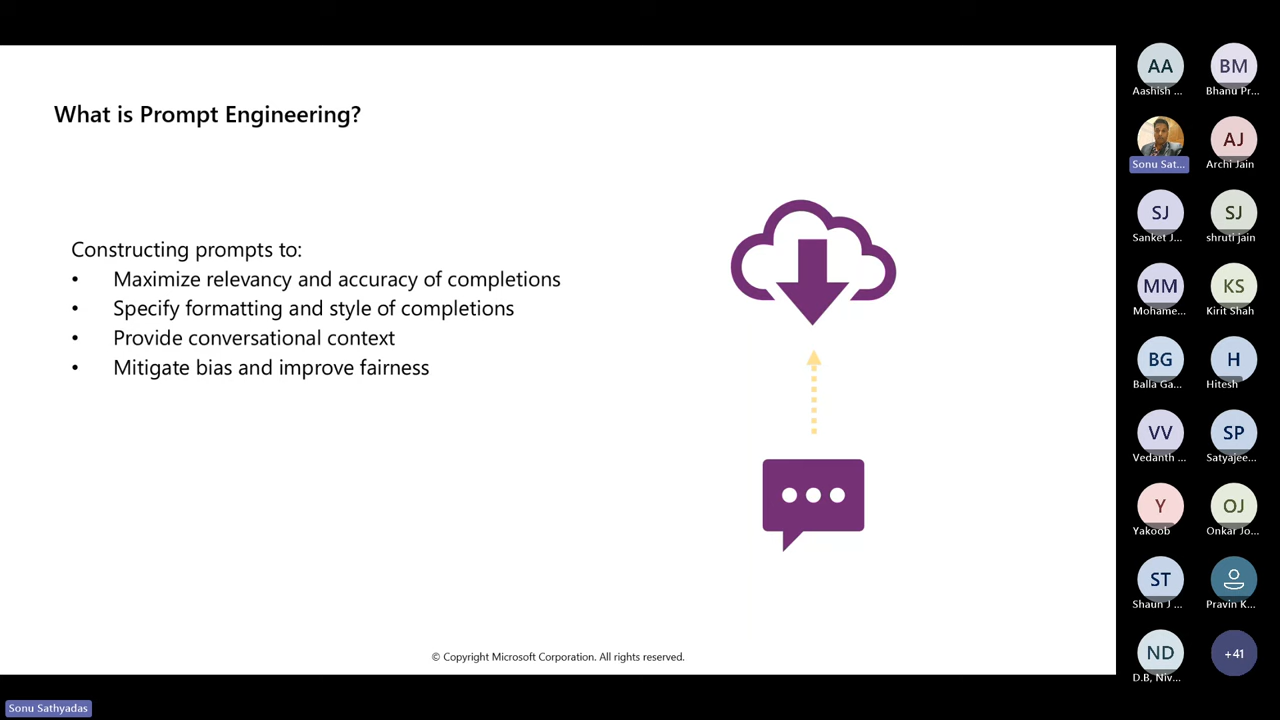 What is Prompt Engineering?
Constructing prompts to:
• Maximize relevancy and accuracy of completions
• Specify formatting and style of completions
• Provide conversational context
• Mitigate bias and improve fairness
© Copyright Microsoft Corporation. All rights reserved.
AA
Aashish ...
BM
Bhanu Pr...
Sonu Sat...
AJ
Archi Jain
SJ
Sanket J...
SJ
shruti jain
MM
Mohame...
KS
Kirit Shah
BG
Balla Ga...
H
Hitesh
VV
Vedanth ...
SP
Satyajee...
Y
Yakoob
OJ
Onkar Jo...
ST
Shaun J ...
Pravin K...
ND
D.B, Niv...
+41
Sonu Sathyadas